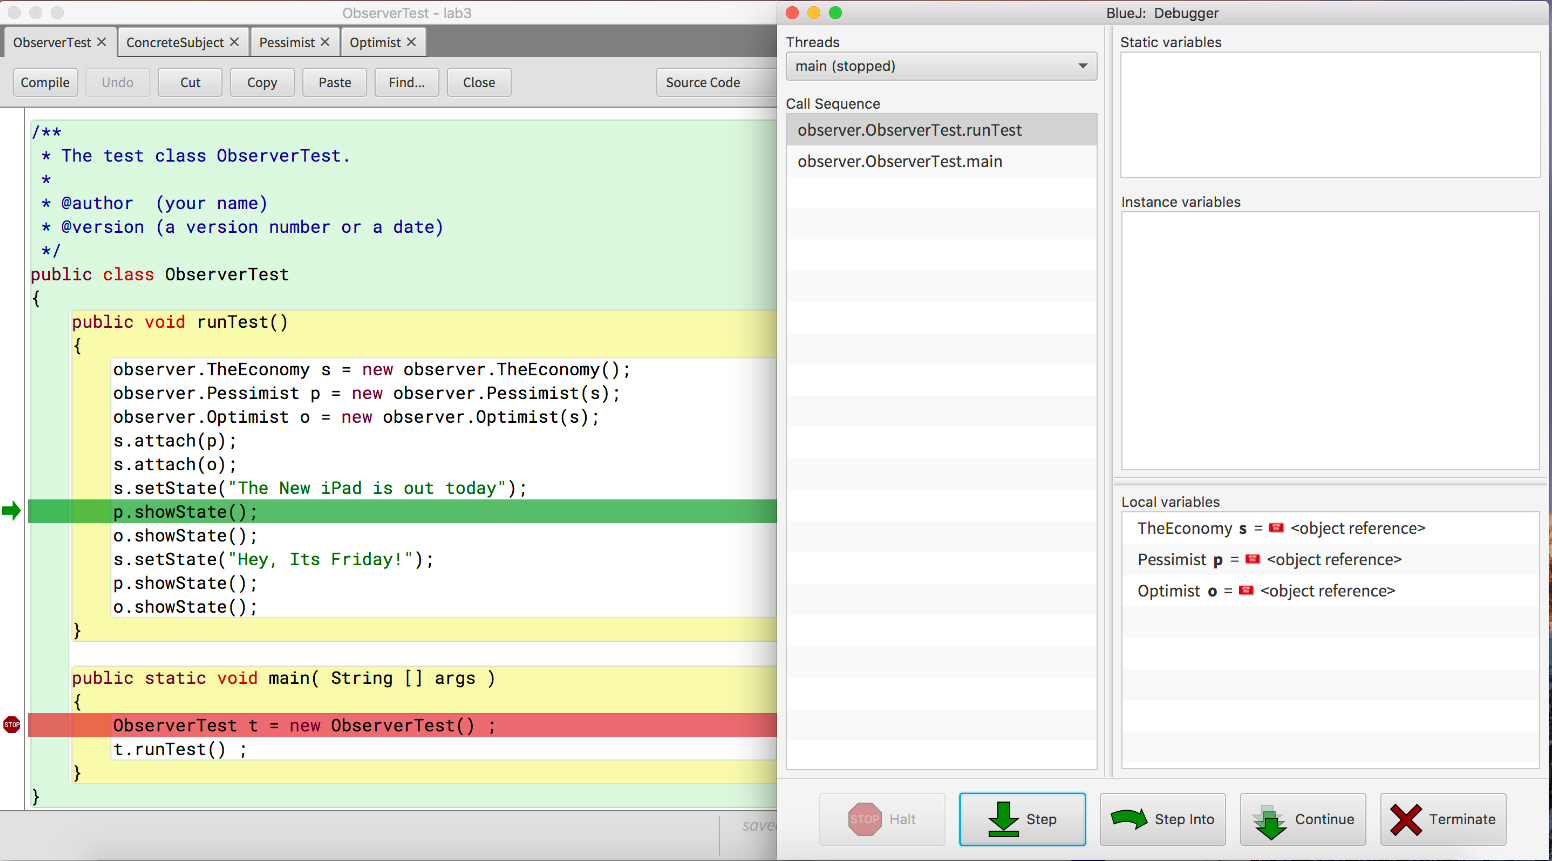 ObserverTest - lab3
ObserverTest ✕ ConcreteSubject ✕ Pessimist ✕ Optimist ✕
Compile Undo Cut Copy Paste Find... Close Source Code
/**
 * The test class ObserverTest.
 *
 * @author  (your name)
 * @version (a version number or a date)
 */
public class ObserverTest
{
    public void runTest()
    {
        observer.TheEconomy s = new observer.TheEconomy();
        observer.Pessimist p = new observer.Pessimist(s);
        observer.Optimist o = new observer.Optimist(s);
        s.attach(p);
        s.attach(o);
        s.setState("The New iPad is out today");
        p.showState();
        o.showState();
        s.setState("Hey, Its Friday!");
        p.showState();
        o.showState();
    }
    public static void main( String [] args )
    {
STOP        ObserverTest t = new ObserverTest() ;
        t.runTest() ;
    }
}
BlueJ:  Debugger
Threads
main (stopped)
Call Sequence
observer.ObserverTest.runTest
observer.ObserverTest.main
Static variables
Instance variables
Local variables
TheEconomy s = <object reference>
Pessimist p = <object reference>
Optimist o = <object reference>
STOP Halt Step Step Into Continue Terminate